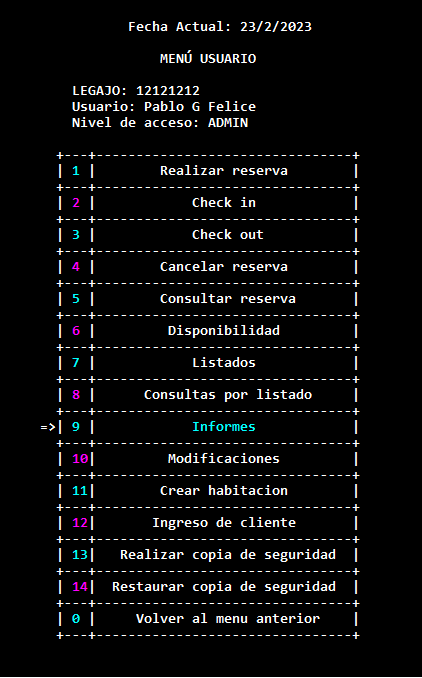 Fecha Actual: 23/2/2023
MENÚ USUARIO
LEGAJO: 12121212
Usuario: Pablo G Felice
Nivel de acceso: ADMIN
+---+--------------------------------+
| 1 | Realizar reserva |
+---+--------------------------------+
| 2 | Check in |
+---+--------------------------------+
| 3 | Check out |
+---+--------------------------------+
| 4 | Cancelar reserva |
+---+--------------------------------+
| 5 | Consultar reserva |
+---+--------------------------------+
| 6 | Disponibilidad |
+---+--------------------------------+
| 7 | Listados |
+---+--------------------------------+
| 8 | Consultas por listado |
+---+--------------------------------+
=>| 9 | Informes |
+---+--------------------------------+
| 10| Modificaciones |
+---+--------------------------------+
| 11| Crear habitacion |
+---+--------------------------------+
| 12| Ingreso de cliente |
+---+--------------------------------+
| 13| Realizar copia de seguridad |
+---+--------------------------------+
| 14| Restaurar copia de seguridad |
+---+--------------------------------+
| 0 | Volver al menu anterior |
+---+--------------------------------+